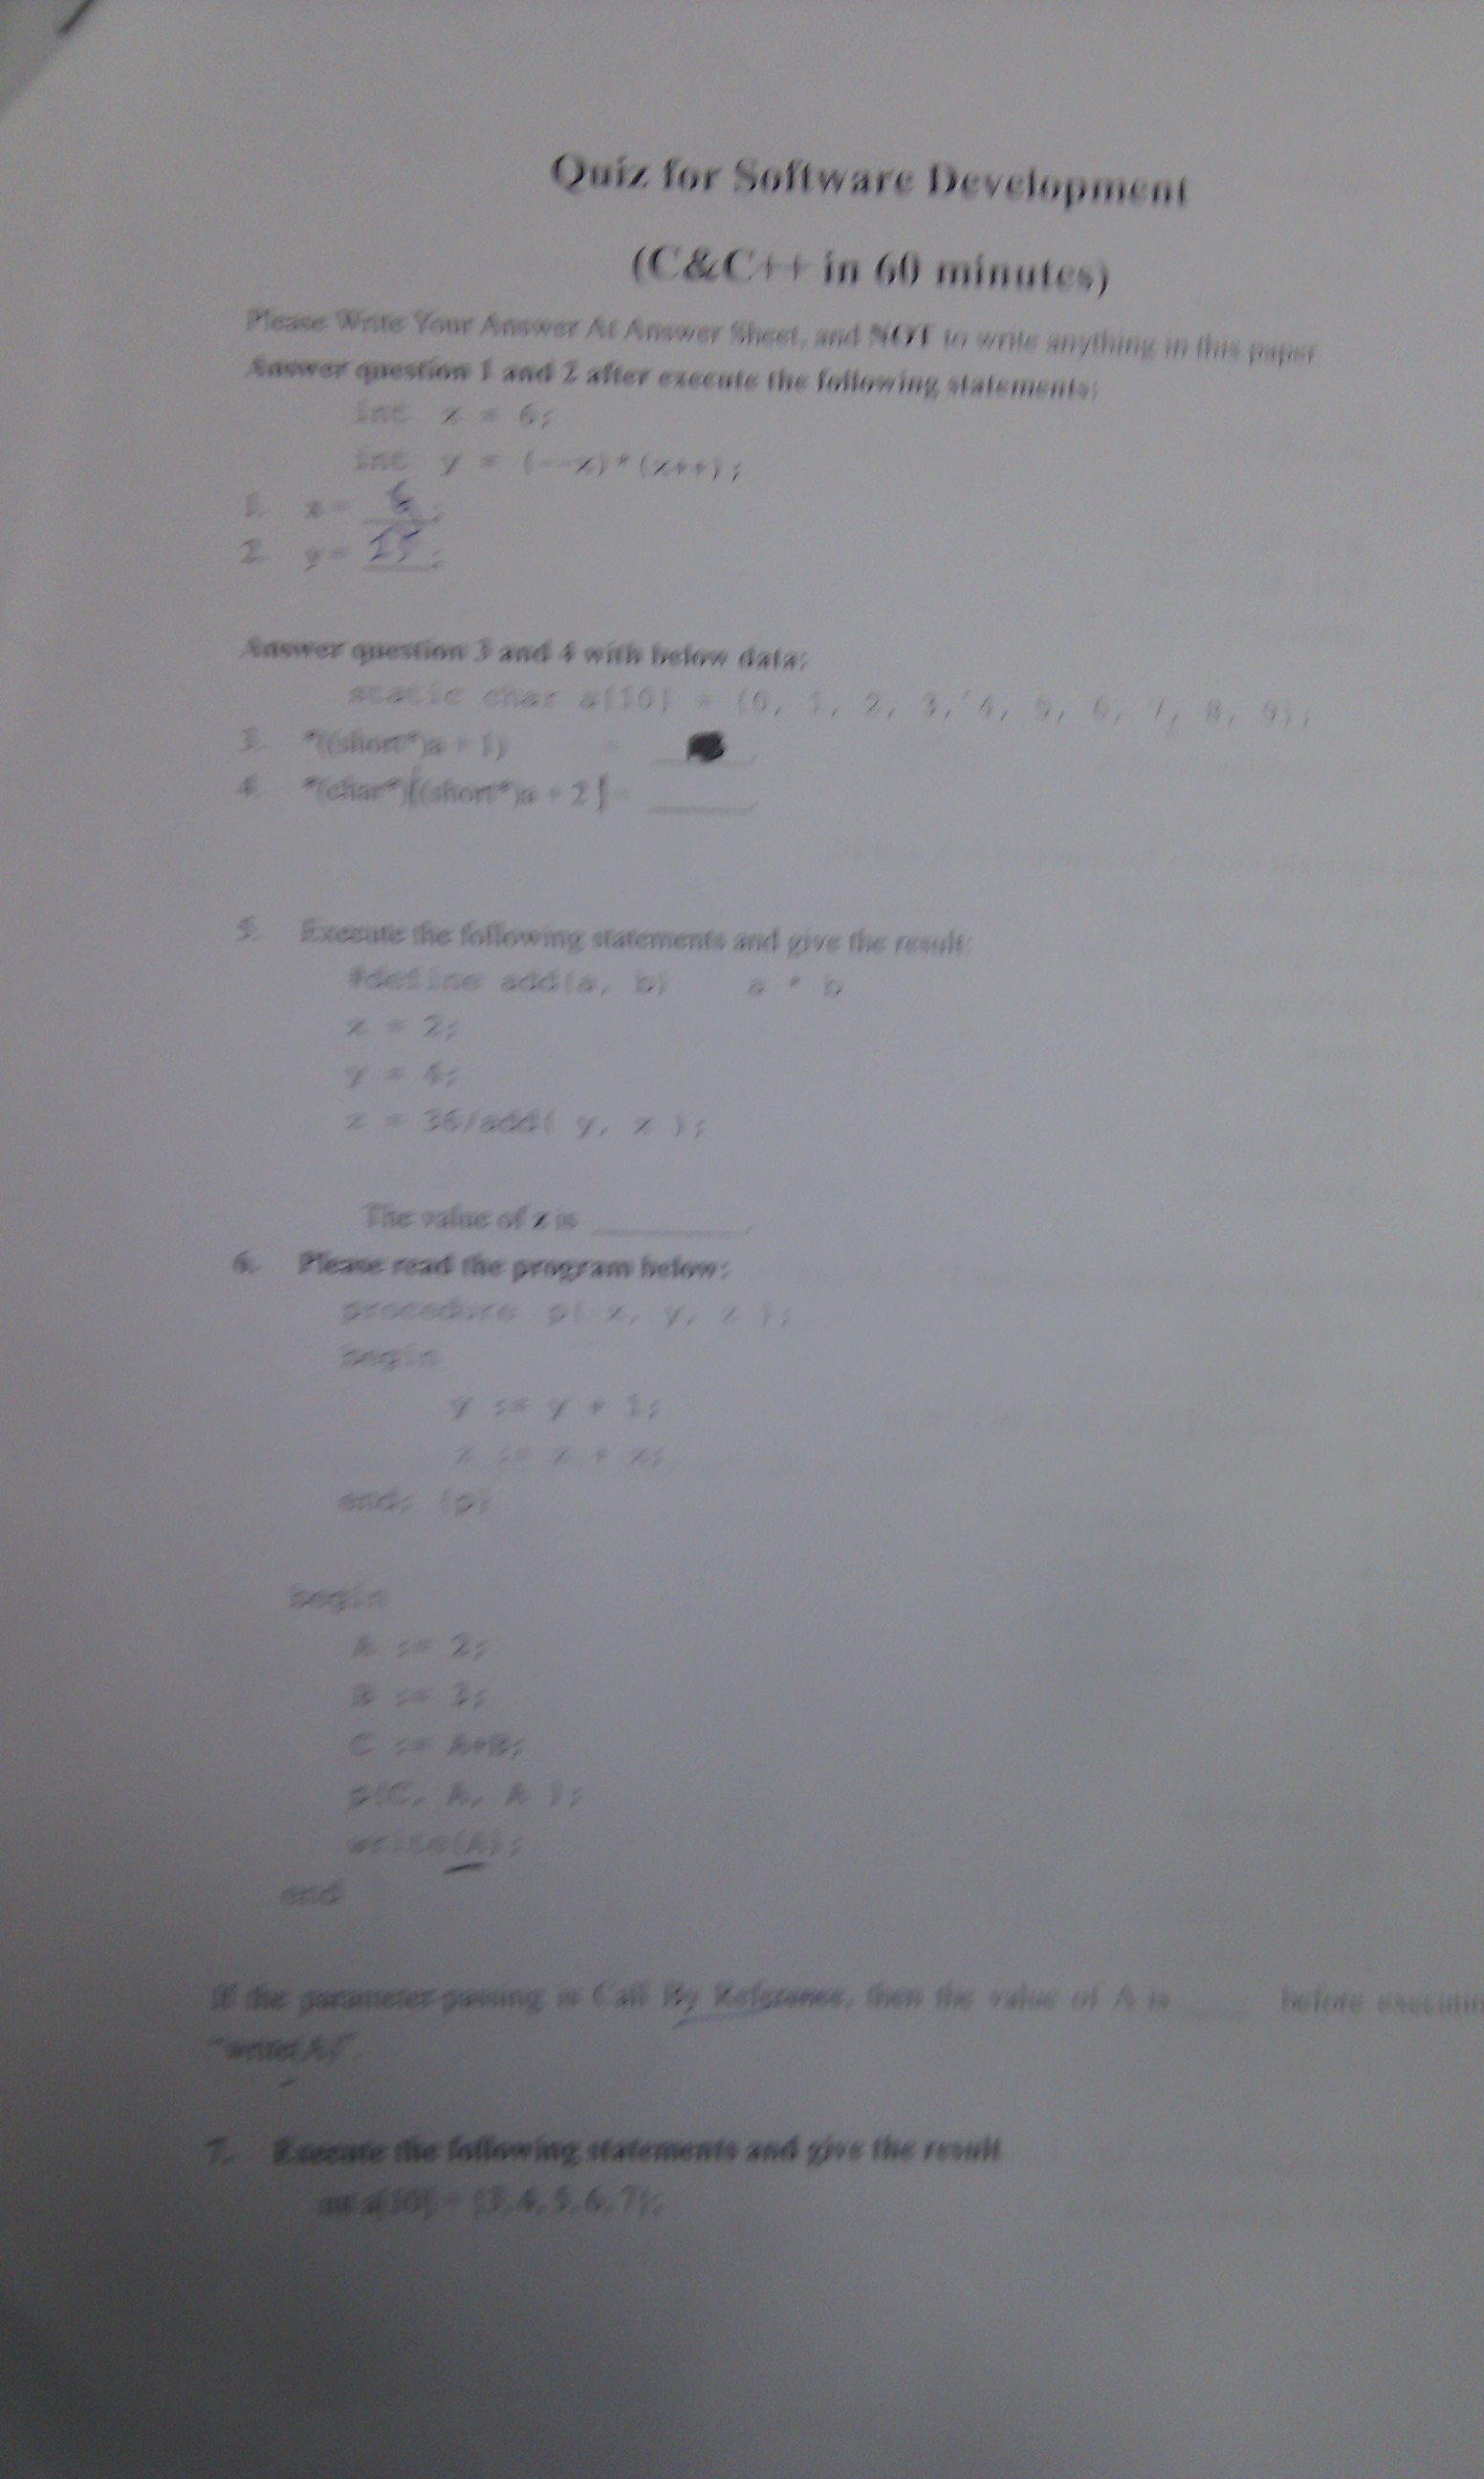 Quiz for Software Development
(C&C++ in 60 minutes)
Please Write Your Answer At Answer Sheet, and NOT to write anything in this paper
Answer question 1 and 2 after execute the following statements:
int x = 6;
int y = (--x)*(x++);
1. x= 6;
2. y= 25;
Answer question 3 and 4 with below data:
static char a[10] = {0, 1, 2, 3, 4, 5, 6, 7, 8, 9};
3. *((short*)a + 1) = ____,
4. *(char*)[(short*)a + 2 ]= ____,
5. Execute the following statements and give the result:
#define add(a, b) a * b
x = 2;
y = 4;
z = 36/add( y, x );
The value of z is ____.
6. Please read the program below:
procedure p( x, y, z );
begin
y := y + 1;
z := z + x;
end; {p}
begin
A := 2;
B := 3;
C := A+B;
p(C, A, A );
write(A);
end
If the parameter-passing is Call By Reference, then the value of A is ____ before executin
"write(A)".
7. Execute the following statements and give the result
int a[10] = {3,4,5,6,7};